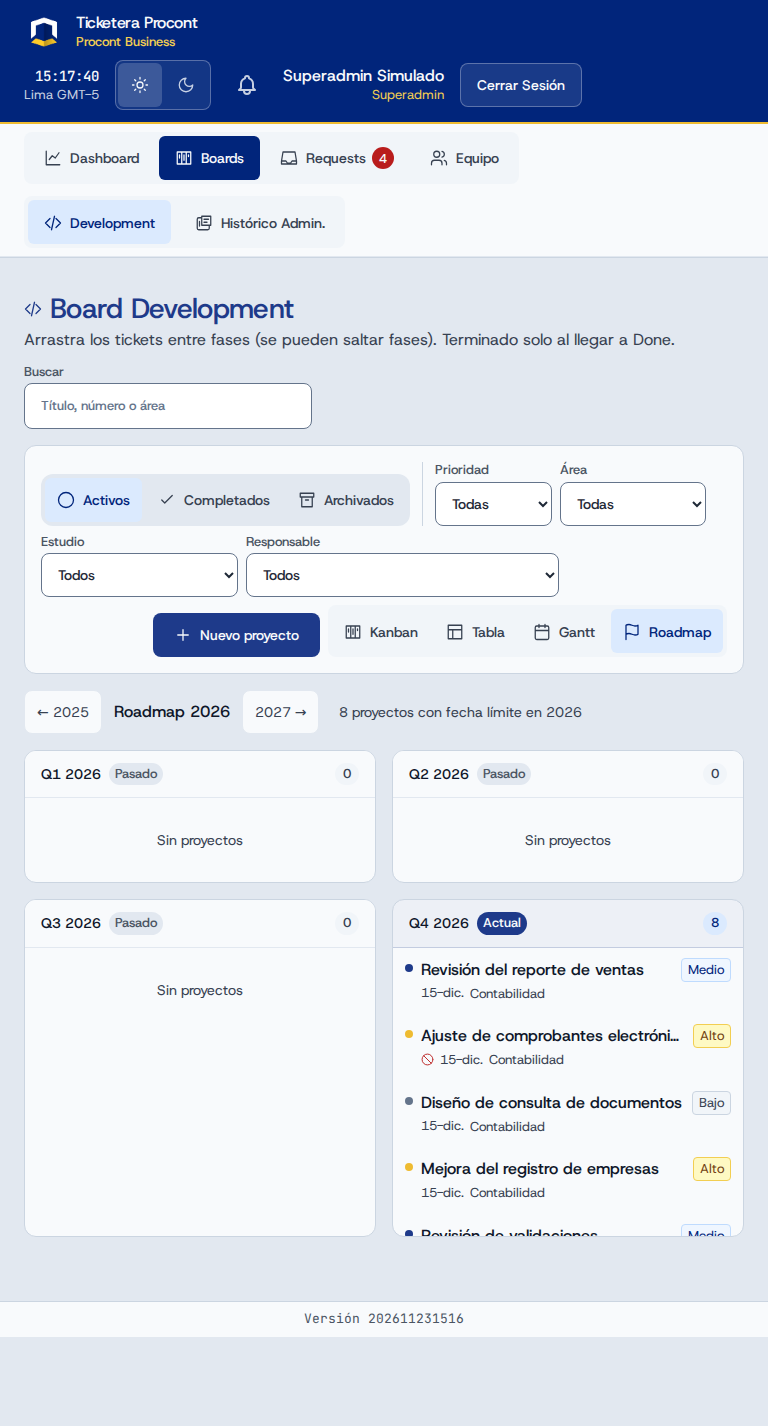 Ticketera Procont
Procont Business
15:17:40
Lima GMT-5
Superadmin Simulado
Superadmin
Cerrar Sesión
Dashboard
Boards
Requests 4
Equipo
Development
Histórico Admin.
Board Development
Arrastra los tickets entre fases (se pueden saltar fases). Terminado solo al llegar a Done.
Buscar
Título, número o área
Activos
Completados
Archivados
Prioridad
Todas
Área
Todas
Estudio
Todos
Responsable
Todos
Nuevo proyecto
Kanban
Tabla
Gantt
Roadmap
← 2025
Roadmap 2026
2027 →
8 proyectos con fecha límite en 2026
Q1 2026 Pasado 0
Sin proyectos
Q2 2026 Pasado 0
Sin proyectos
Q3 2026 Pasado 0
Sin proyectos
Q4 2026 Actual 8
Revisión del reporte de ventas Medio
15-dic. Contabilidad
Ajuste de comprobantes electróni... Alto
15-dic. Contabilidad
Diseño de consulta de documentos Bajo
15-dic. Contabilidad
Mejora del registro de empresas Alto
15-dic. Contabilidad
Revisión de validaciones Medio
Versión 202611231516